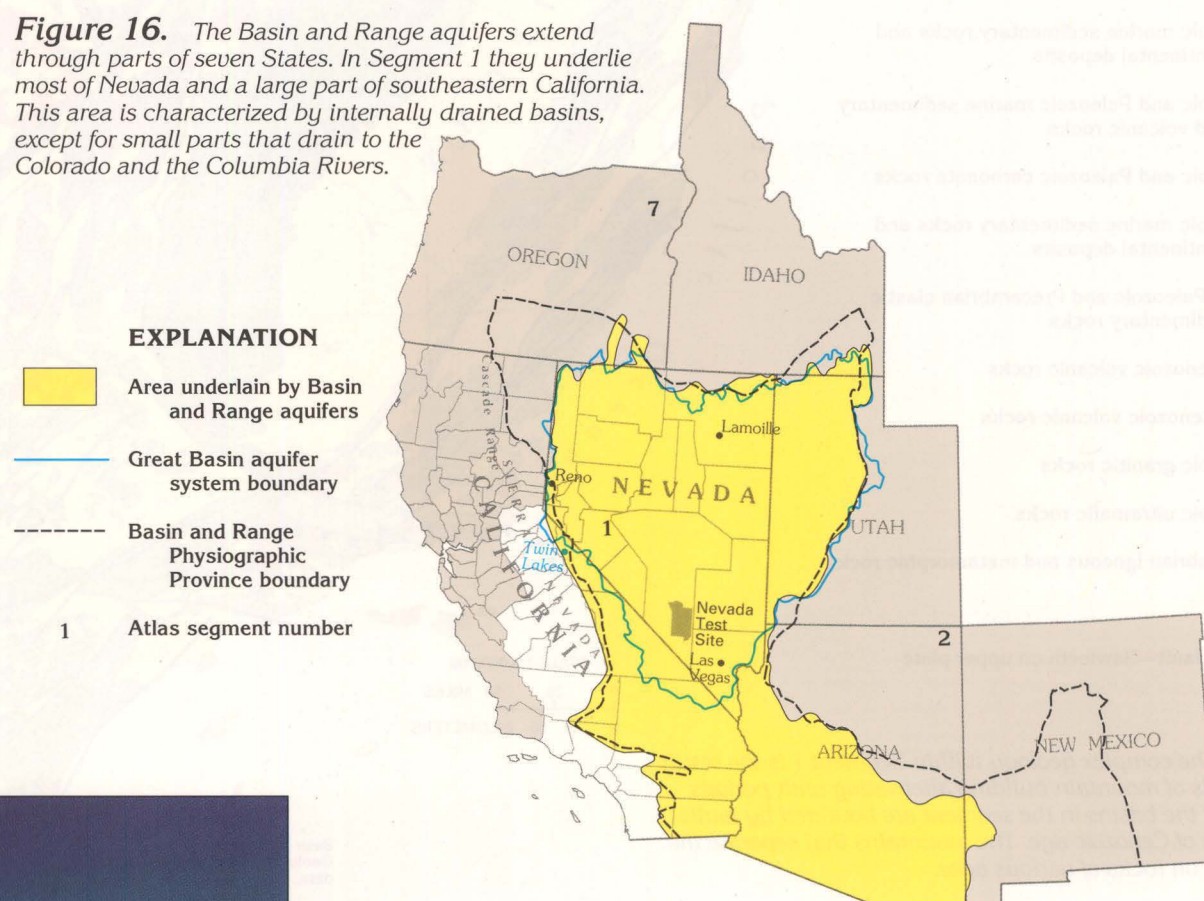 Figure 16. The Basin and Range aquifers extend
through parts of seven States. In Segment 1 they underlie
most of Nevada and a large part of southeastern California.
This area is characterized by internally drained basins,
except for small parts that drain to the
Colorado and the Columbia Rivers.
EXPLANATION
Area underlain by Basin
and Range aquifers
Great Basin aquifer
system boundary
Basin and Range
Physiographic
Province boundary
1 Atlas segment number
7
OREGON
IDAHO
Cascade Range
Lamoille
Reno
NEVADA
SIERRA NEVADA
CALIFORNIA
1
UTAH
Twin
Lakes
Nevada
Test
Site
Las
Vegas
2
ARIZONA
NEW MEXICO